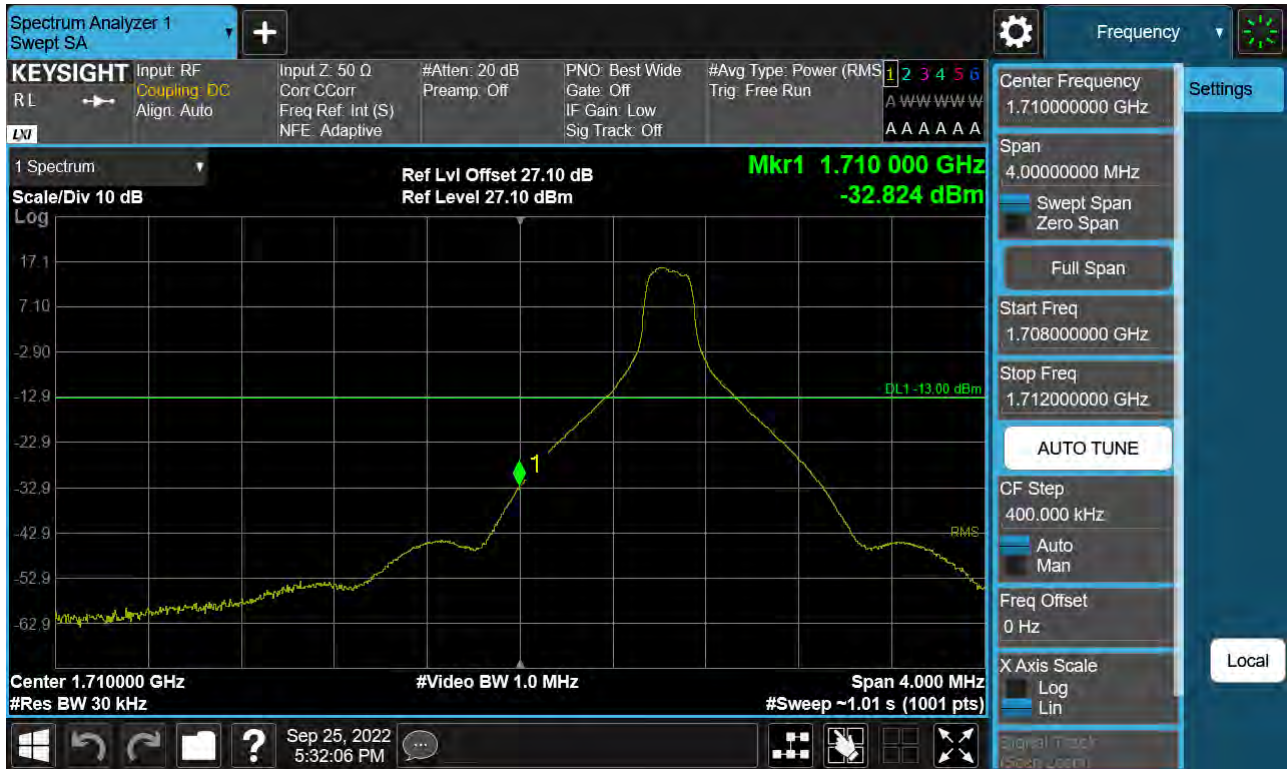 Spectrum Analyzer 1
Swept SA
+
Frequency
KEYSIGHT
RL
LXI
Input: RF
Coupling: DC
Align: Auto
Input Z: 50 Ω
Corr CCorr
Freq Ref: Int (S)
NFE: Adaptive
#Atten: 20 dB
Preamp: Off
PNO: Best Wide
Gate: Off
IF Gain: Low
Sig Track: Off
#Avg Type: Power (RMS
Trig: Free Run
1 2 3 4 5 6
A W W W W W
A A A A A A
1 Spectrum
Scale/Div 10 dB
Log
Ref Lvl Offset 27.10 dB
Ref Level 27.10 dBm
Mkr1 1.710 000 GHz
-32.824 dBm
17.1
7.10
-2.90
-12.9
-22.9
-32.9
-42.9
-52.9
-62.9
DL1 -13.00 dBm
1
RMS
Center 1.710000 GHz
#Res BW 30 kHz
#Video BW 1.0 MHz
Span 4.000 MHz
#Sweep ~1.01 s (1001 pts)
Center Frequency
1.710000000 GHz
Span
4.00000000 MHz
Swept Span
Zero Span
Full Span
Start Freq
1.708000000 GHz
Stop Freq
1.712000000 GHz
AUTO TUNE
CF Step
400.000 kHz
Auto
Man
Freq Offset
0 Hz
X Axis Scale
Log
Lin
Signal Track
(Span Zoom)
Settings
Local
?
Sep 25, 2022
5:32:06 PM